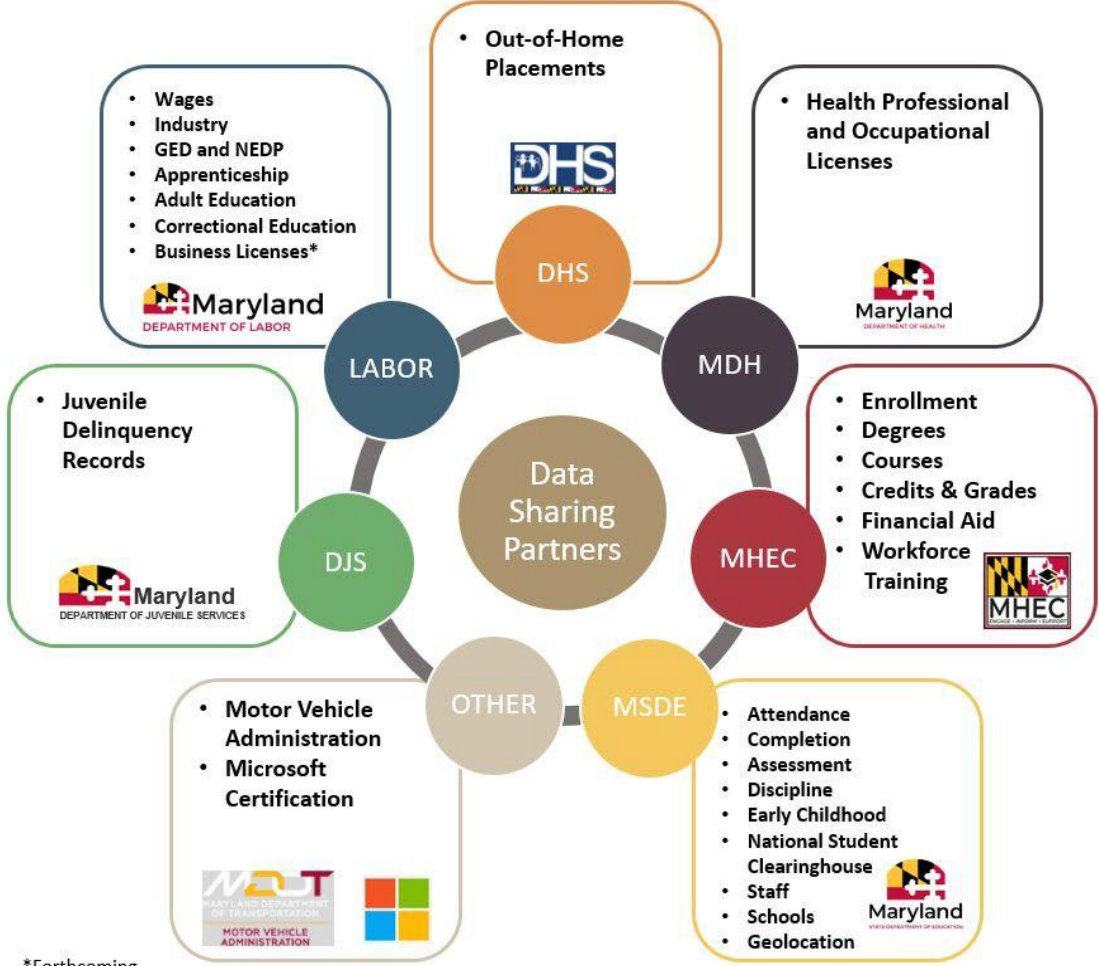 • Out-of-Home
Placements
DHS
DHS
• Wages
• Industry
• GED and NEDP
• Apprenticeship
• Adult Education
• Correctional Education
• Business Licenses*
Maryland
DEPARTMENT OF LABOR
LABOR
• Health Professional
and Occupational
Licenses
Maryland
DEPARTMENT OF HEALTH
MDH
• Juvenile
Delinquency
Records
Maryland
DEPARTMENT OF JUVENILE SERVICES
DJS
Data
Sharing
Partners
• Enrollment
• Degrees
• Courses
• Credits & Grades
• Financial Aid
• Workforce
Training
MHEC
ENGAGE • INFORM • SUPPORT
MHEC
• Motor Vehicle
Administration
• Microsoft
Certification
MDOT
MARYLAND DEPARTMENT
OF TRANSPORTATION
MOTOR VEHICLE
ADMINISTRATION
OTHER
MSDE
• Attendance
• Completion
• Assessment
• Discipline
• Early Childhood
• National Student
Clearinghouse
• Staff
• Schools
• Geolocation
Maryland
STATE DEPARTMENT OF EDUCATION
*Forthcoming